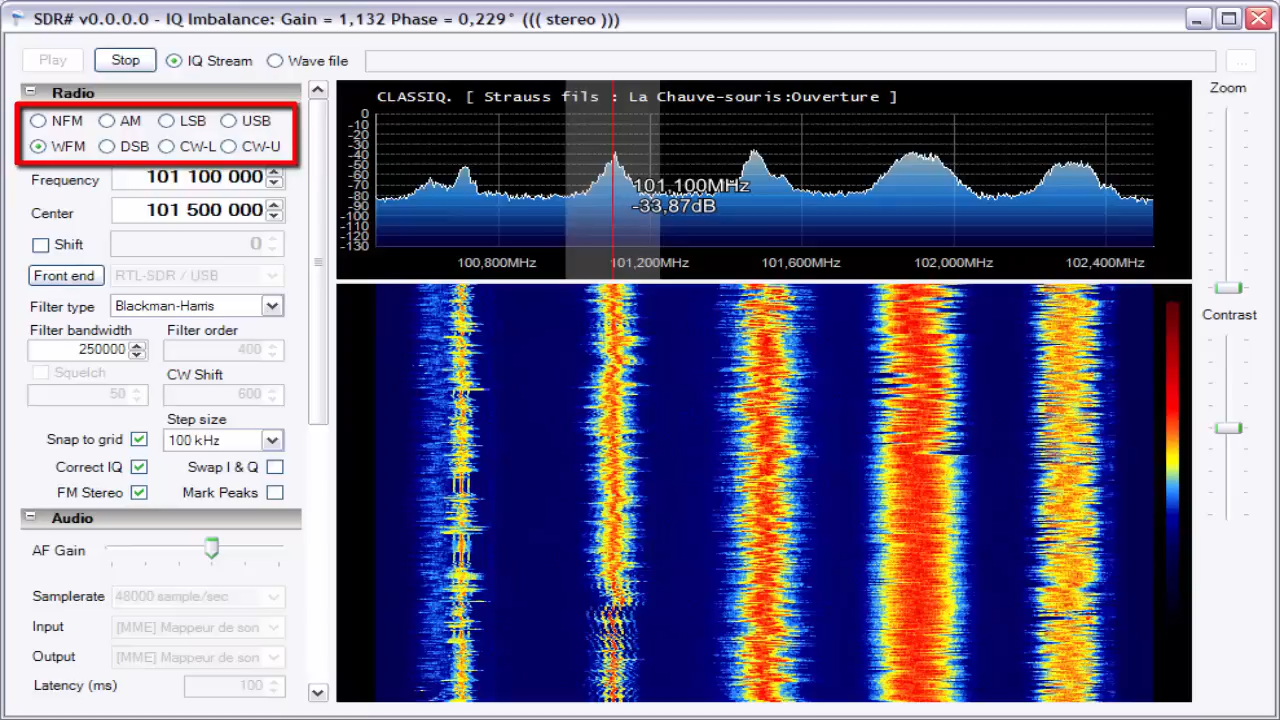 SDR# v0.0.0.0 - IQ Imbalance: Gain = 1,132 Phase = 0,229° ((( stereo )))
Play Stop IQ Stream Wave file ...
Radio
NFM AM LSB USB
WFM DSB CW-L CW-U
Frequency 101 100 000
Center 101 500 000
Shift 0
Front end RTL-SDR / USB
Filter type Blackman-Harris
Filter bandwidth Filter order
250000 400
Squelch CW Shift
50 600
Step size
Snap to grid 100 kHz
Correct IQ Swap I & Q
FM Stereo Mark Peaks
Audio
AF Gain
Samplerate 48000 sample/sec
Input [MME] Mappeur de son
Output [MME] Mappeur de son
Latency (ms) 100
CLASSIQ. [ Strauss fils : La Chauve-souris:Ouverture ]
-0
-10
-20
-30
-40
-50
-60
-70
-80
-90
-100
-110
-120
-130
101,100MHz
-33,87dB
100,800MHz 101,200MHz 101,600MHz 102,000MHz 102,400MHz
Zoom
Contrast